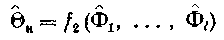 Θ̂ₙ = f₂(Φ̂₁, ..., Φ̂ₗ)